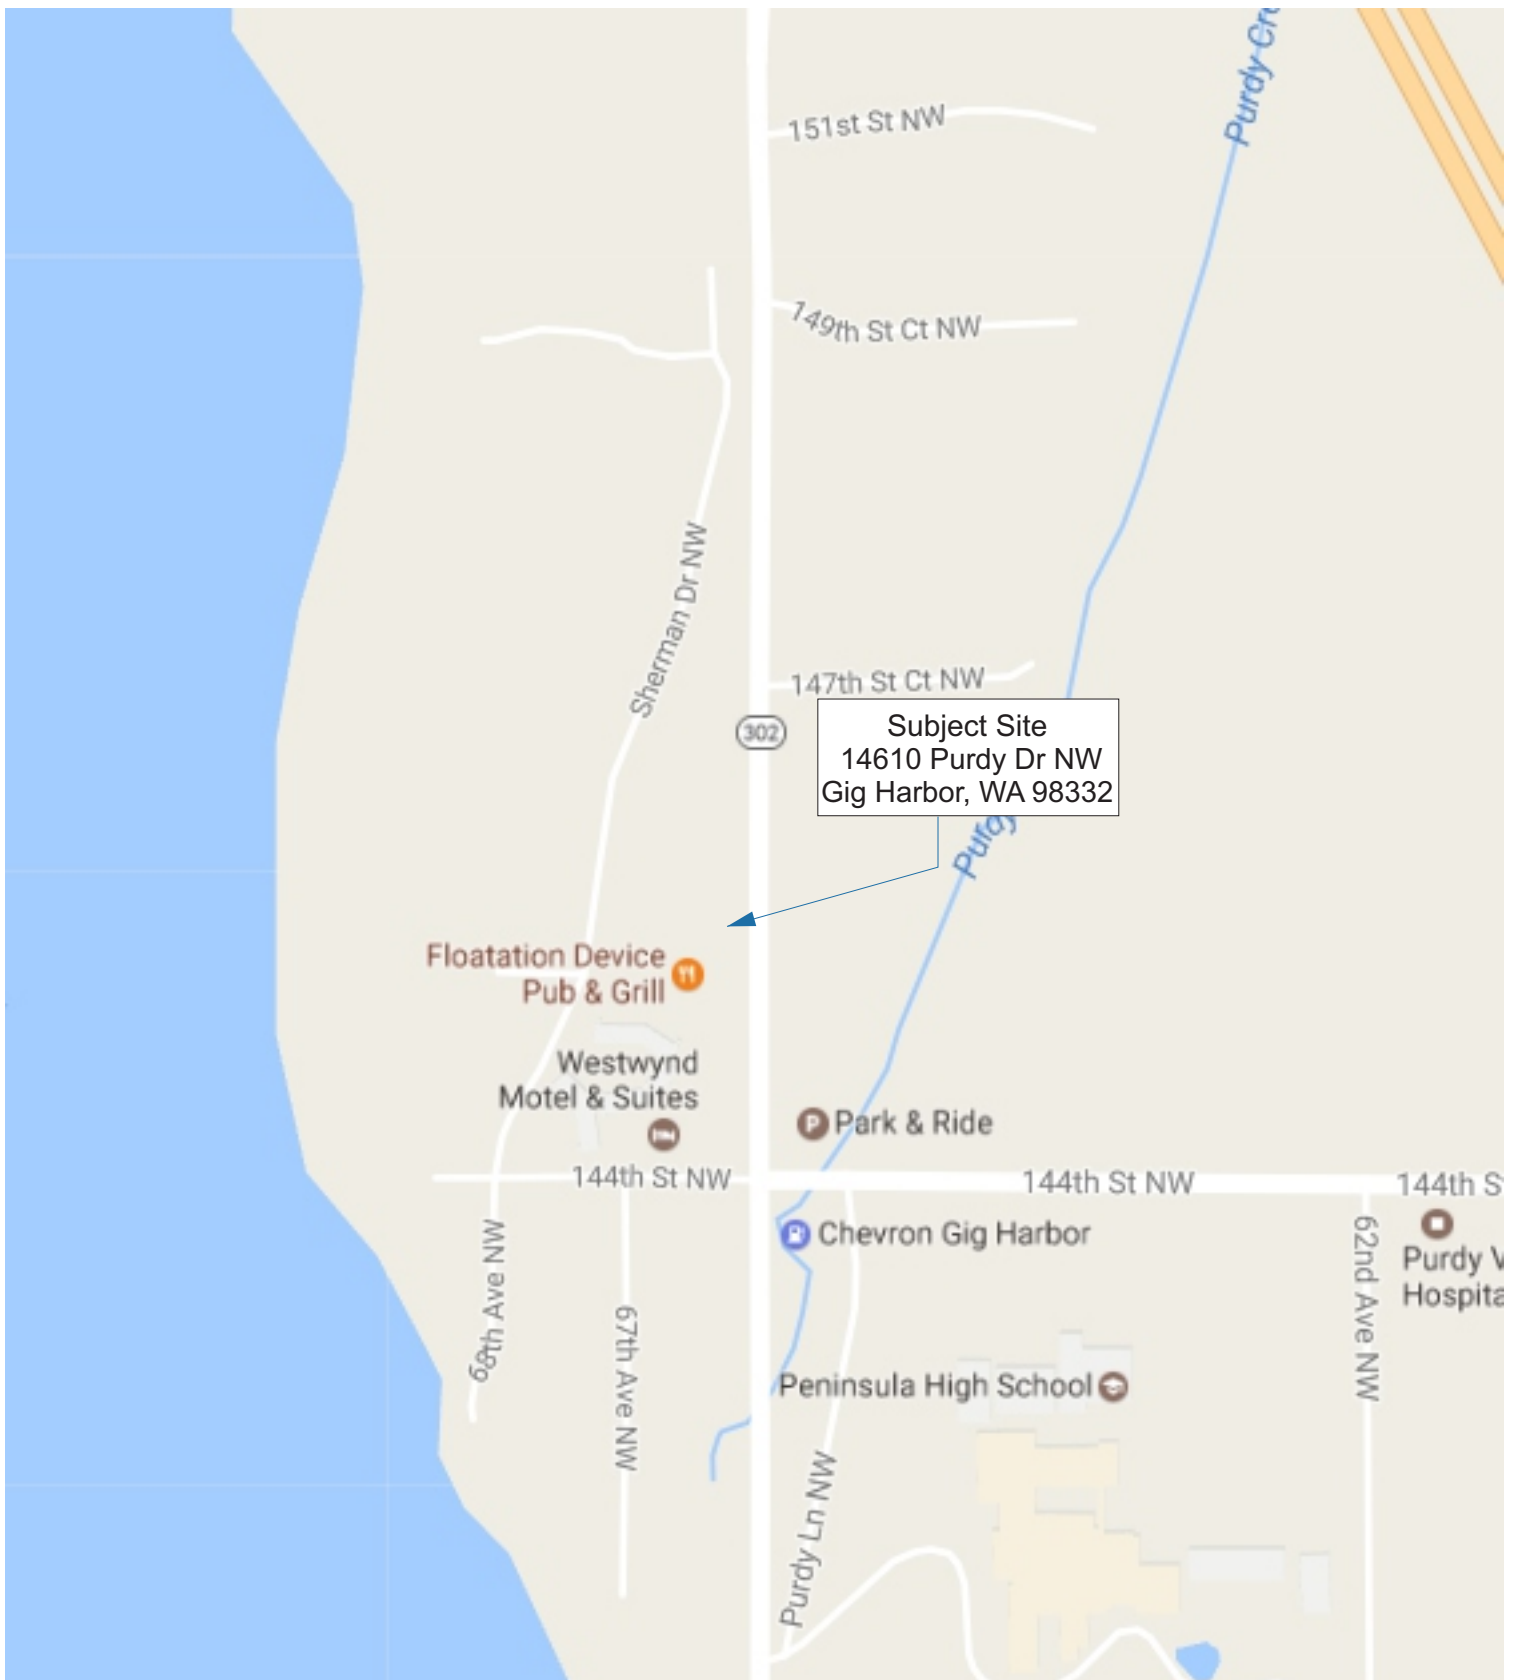 Purdy Cre
151st St NW
149th St Ct NW
Sherman Dr NW
147th St Ct NW
302
Subject Site
14610 Purdy Dr NW
Gig Harbor, WA 98332
Purdy
Floatation Device
Pub & Grill
Westwynd
Motel & Suites
P
Park & Ride
144th St NW
144th St NW
144th S
Chevron Gig Harbor
Purdy V
Hospita
68th Ave NW
67th Ave NW
62nd Ave NW
Peninsula High School
Purdy Ln NW